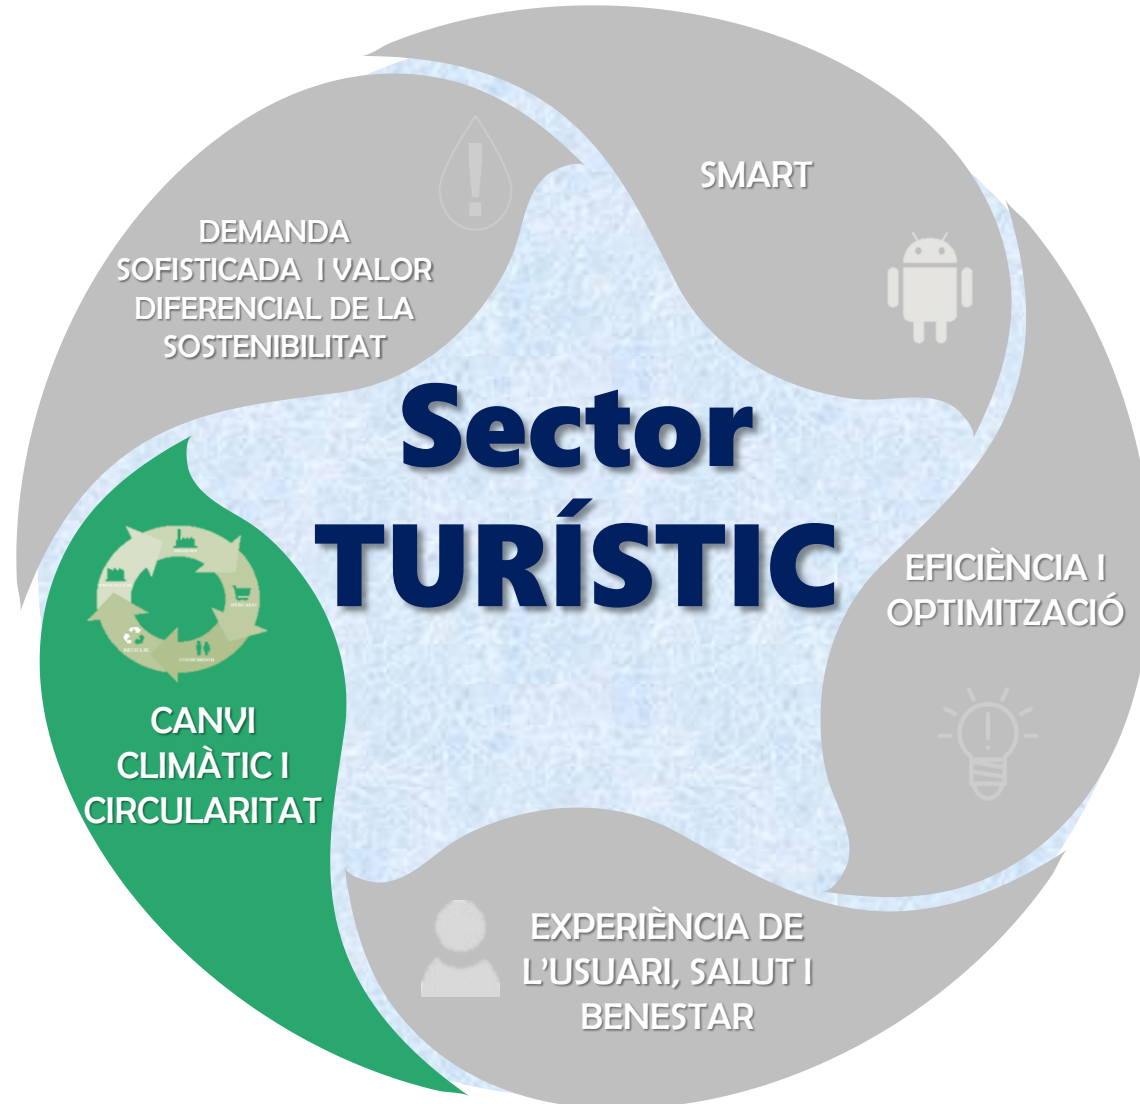 SMART
DEMANDA
SOFISTICADA I VALOR
DIFERENCIAL DE LA
SOSTENIBILITAT
Sector
TURÍSTIC
EFICIÈNCIA I
OPTIMITZACIÓ
CANVI
CLIMÀTIC I
CIRCULARITAT
EXPERIÈNCIA DE
L'USUARI, SALUT I
BENESTAR